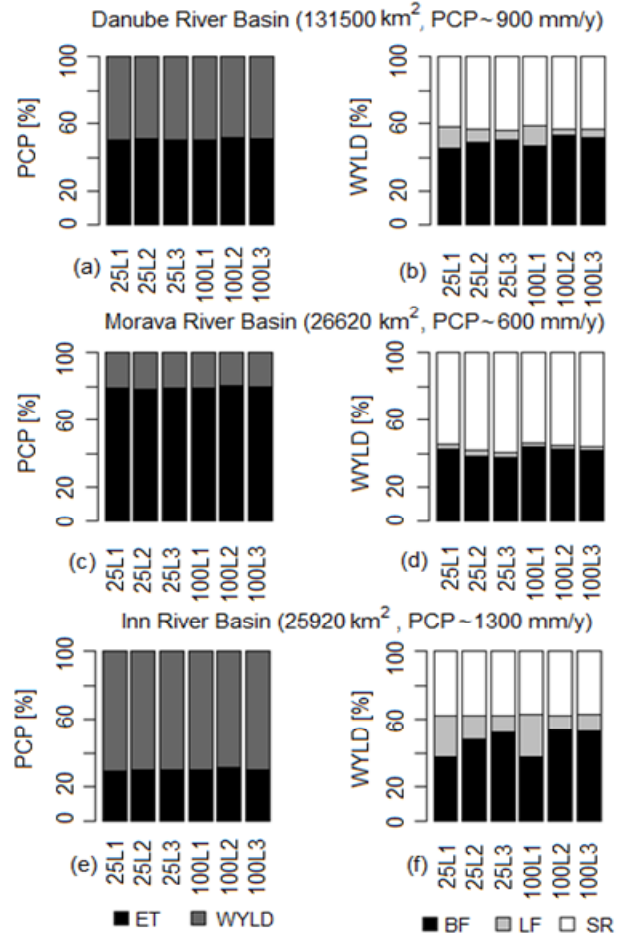 Danube River Basin (131500 km², PCP~900 mm/y)
PCP [%]
0 20 60 100
25L1 25L2 25L3 100L1 100L2 100L3
(a)
WYLD [%]
0 20 60 100
25L1 25L2 25L3 100L1 100L2 100L3
(b)
Morava River Basin (26620 km², PCP~600 mm/y)
PCP [%]
0 20 60 100
25L1 25L2 25L3 100L1 100L2 100L3
(c)
WYLD [%]
0 20 60 100
25L1 25L2 25L3 100L1 100L2 100L3
(d)
Inn River Basin (25920 km² , PCP~1300 mm/y)
PCP [%]
0 20 60 100
25L1 25L2 25L3 100L1 100L2 100L3
(e)
WYLD [%]
0 20 60 100
25L1 25L2 25L3 100L1 100L2 100L3
(f)
ET WYLD
BF LF SR